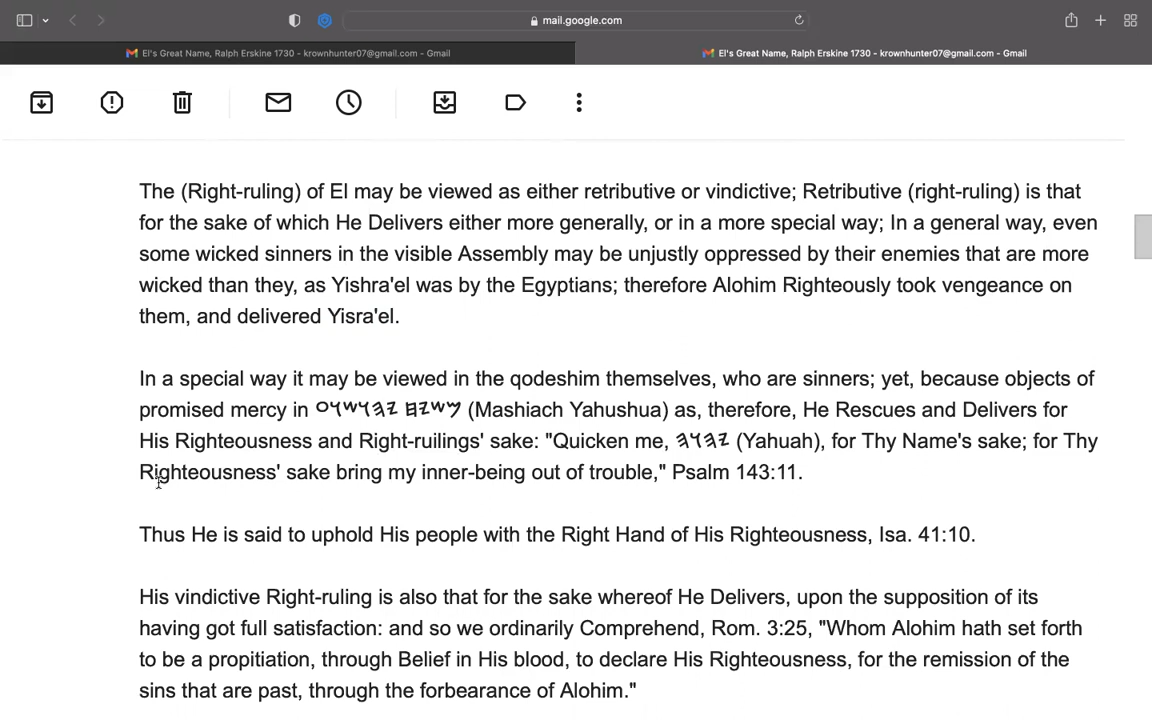 mail.google.com
El's Great Name, Ralph Erskine 1730 - krownhunter07@gmail.com - Gmail
El's Great Name, Ralph Erskine 1730 - krownhunter07@gmail.com - Gmail
The (Right-ruling) of El may be viewed as either retributive or vindictive; Retributive (right-ruling) is that
for the sake of which He Delivers either more generally, or in a more special way; In a general way, even
some wicked sinners in the visible Assembly may be unjustly oppressed by their enemies that are more
wicked than they, as Yishra'el was by the Egyptians; therefore Alohim Righteously took vengeance on
them, and delivered Yisra'el.
In a special way it may be viewed in the qodeshim themselves, who are sinners; yet, because objects of
promised mercy in (Mashiach Yahushua) as, therefore, He Rescues and Delivers for
His Righteousness and Right-ruilings' sake: "Quicken me, 𐤉𐤄𐤅𐤄 (Yahuah), for Thy Name's sake; for Thy
Righteousness' sake bring my inner-being out of trouble," Psalm 143:11.
Thus He is said to uphold His people with the Right Hand of His Righteousness, Isa. 41:10.
His vindictive Right-ruling is also that for the sake whereof He Delivers, upon the supposition of its
having got full satisfaction: and so we ordinarily Comprehend, Rom. 3:25, "Whom Alohim hath set forth
to be a propitiation, through Belief in His blood, to declare His Righteousness, for the remission of the
sins that are past, through the forbearance of Alohim."